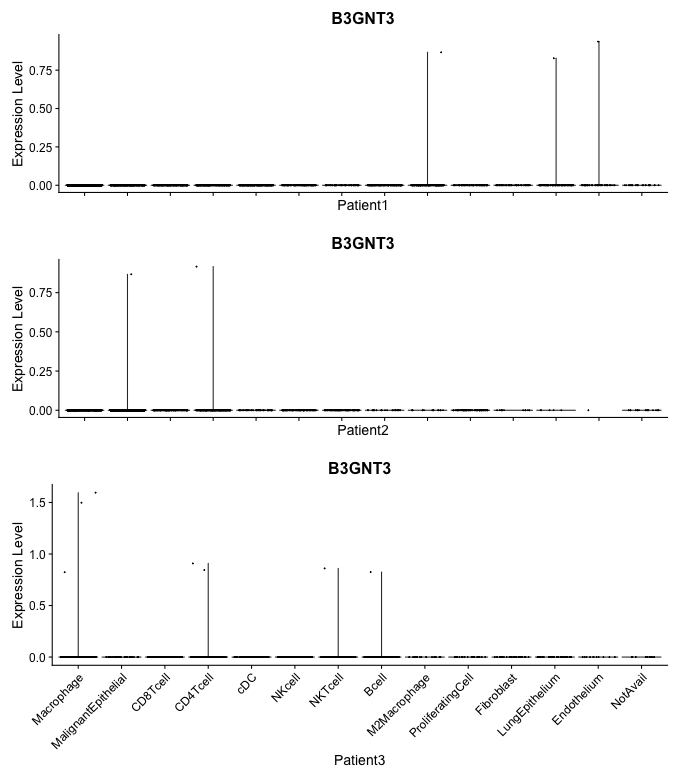 B3GNT3
Expression Level
0.75
0.50
0.25
0.00
Patient1
B3GNT3
Expression Level
0.75
0.50
0.25
0.00
Patient2
B3GNT3
Expression Level
1.5
1.0
0.5
0.0
Macrophage
MalignantEpithelial
CD8Tcell
CD4Tcell
cDC
NKcell
NKTcell
Bcell
M2Macrophage
ProliferatingCell
Fibroblast
LungEpithelium
Endothelium
NotAvail
Patient3